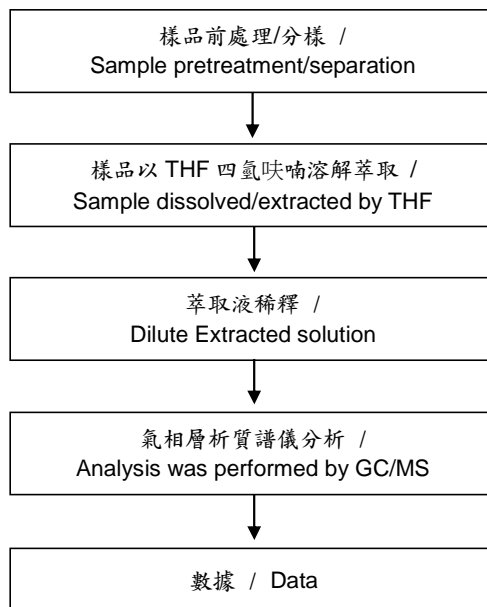 樣品前處理/分樣 /
Sample pretreatment/separation
樣品以 THF 四氫呋喃溶解萃取 /
Sample dissolved/extracted by THF
萃取液稀釋 /
Dilute Extracted solution
氣相層析質譜儀分析 /
Analysis was performed by GC/MS
數據 / Data